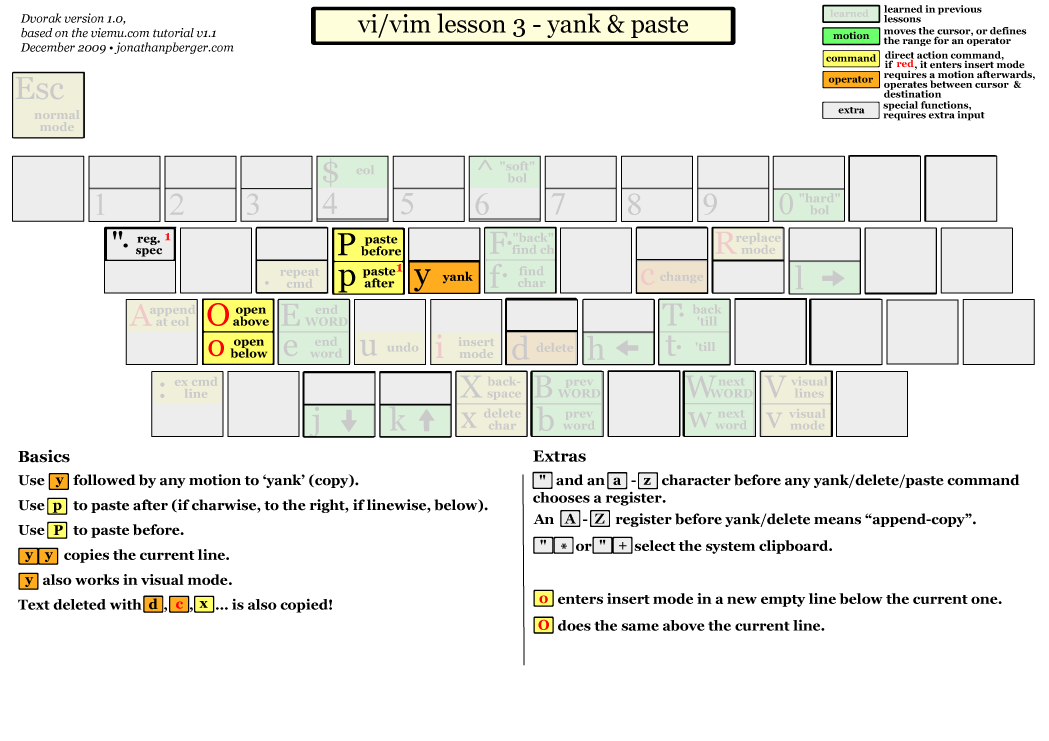 Dvorak version 1.0,
based on the viemu.com tutorial v1.1
December 2009 • jonathanpberger.com
vi/vim lesson 3 - yank & paste
learned
learned in previous
lessons
motion
moves the cursor, or defines
the range for an operator
command
direct action command,
if red, it enters insert mode
operator
requires a motion afterwards,
operates between cursor &
destination
extra
special functions,
requires extra input
Esc
normal
mode
$ eol
^ "soft"
bol
1
2
3
4
5
6
7
8
9
0 "hard"
bol
". reg. 1
spec
. repeat
cmd
P paste
before
p paste 1
after
y yank
F· "back"
find ch
f· find
char
c change
R replace
mode
l
A append
at eol
O open
above
o open
below
E end
WORD
e end
word
u undo
i insert
mode
d delete
h
T· back
'till
t· 'till
: ex cmd
line
j
k
X back-
space
x delete
char
B prev
WORD
b prev
word
W next
WORD
w next
word
V visual
lines
v visual
mode
Basics
Use y followed by any motion to ‘yank’ (copy).
Use p to paste after (if charwise, to the right, if linewise, below).
Use P to paste before.
y y copies the current line.
y also works in visual mode.
Text deleted with d , c , x ... is also copied!
Extras
" and an a - z character before any yank/delete/paste command
chooses a register.
An A - Z register before yank/delete means “append-copy”.
" * or " + select the system clipboard.
o enters insert mode in a new empty line below the current one.
O does the same above the current line.